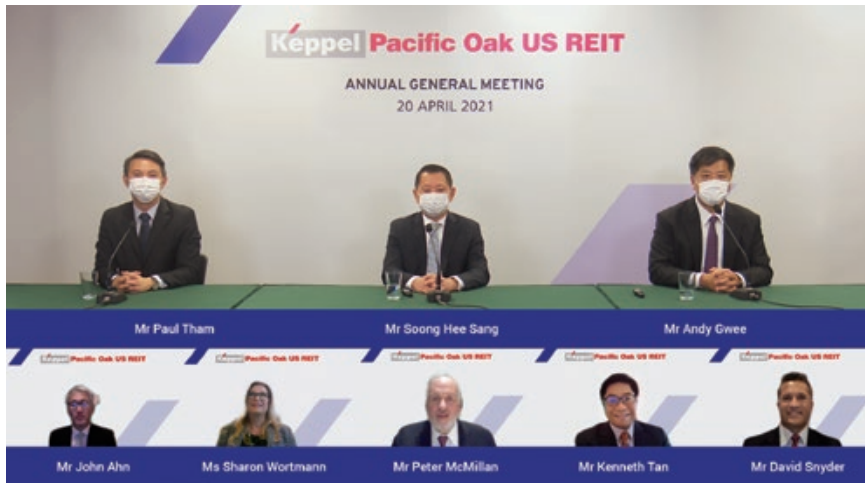 Keppel Pacific Oak US REIT
ANNUAL GENERAL MEETING
20 APRIL 2021
Mr Paul Tham Mr Soong Hee Sang Mr Andy Gwee
Keppel Pacific Oak US REIT Keppel Pacific Oak US REIT Keppel Pacific Oak US REIT Keppel Pacific Oak US REIT Keppel Pacific Oak US REIT
Mr John Ahn Ms Sharon Wortmann Mr Peter McMillan Mr Kenneth Tan Mr David Snyder